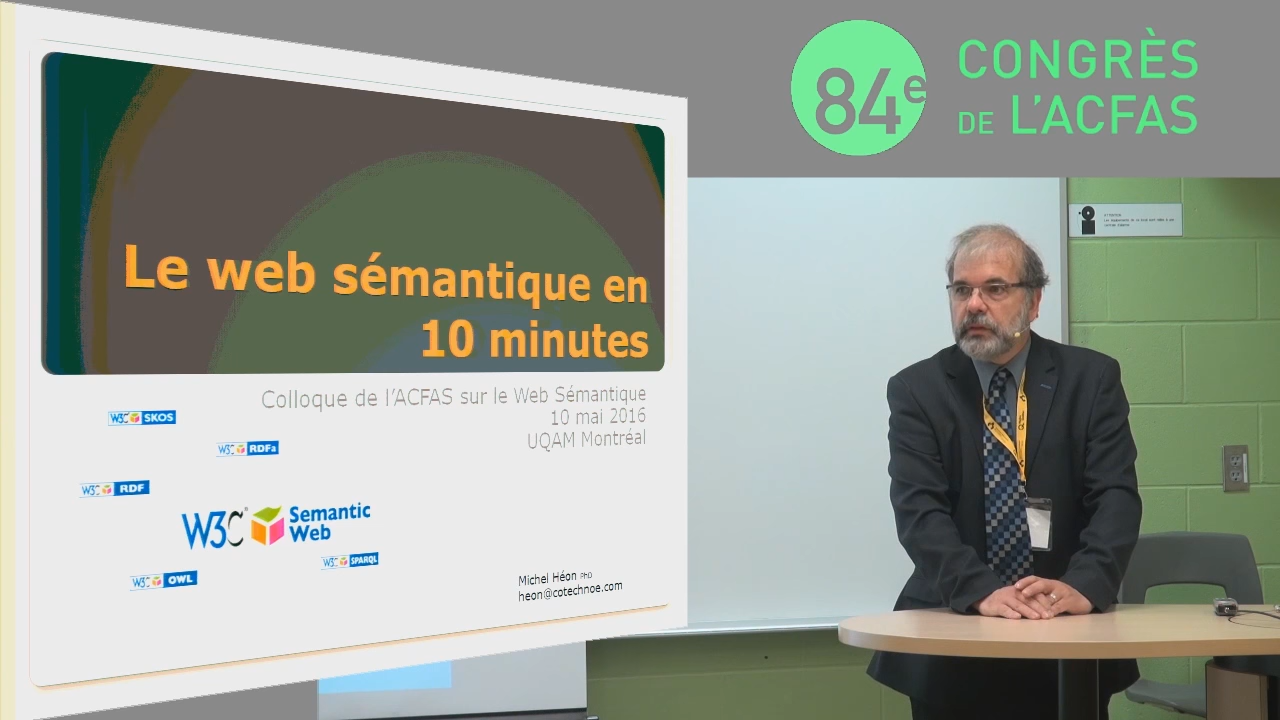 84e
CONGRÈS
DE L'ACFAS
Le web sémantique en
10 minutes
Colloque de l'ACFAS sur le Web Sémantique
10 mai 2016
UQAM Montréal
W3C SKOS
W3C RDFa
W3C RDF
W3C® Semantic
Web
W3C SPARQL
W3C OWL
Michel Héon PhD
heon@cotechnoe.com
ATTENTION